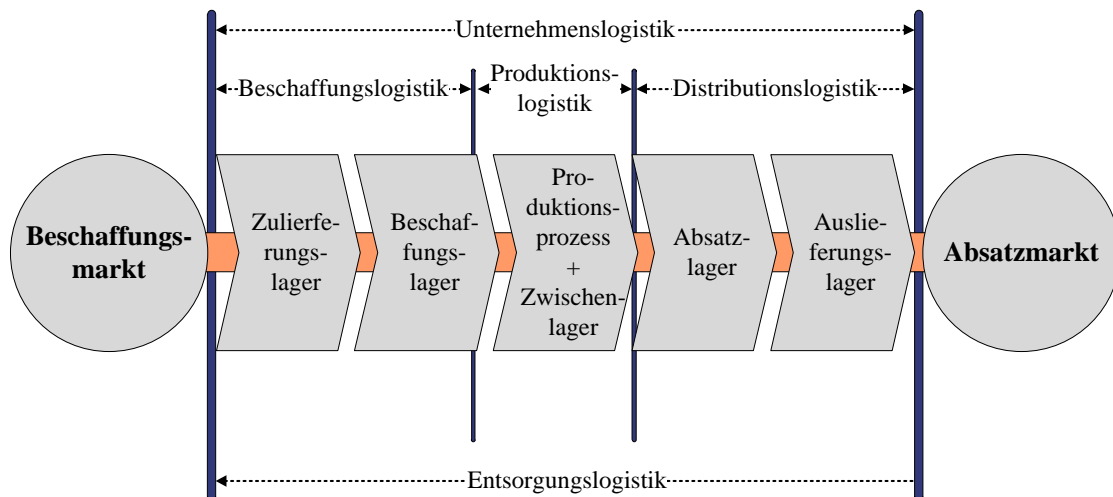 Unternehmenslogistik
Beschaffungslogistik
Produktions-
logistik
Distributionslogistik
Beschaffungs-
markt
Zulierfe-
rungs-
lager
Beschaf-
fungs-
lager
Pro-
duktions-
prozess
+
Zwischen-
lager
Absatz-
lager
Auslie-
ferungs-
lager
Absatzmarkt
Entsorgungslogistik